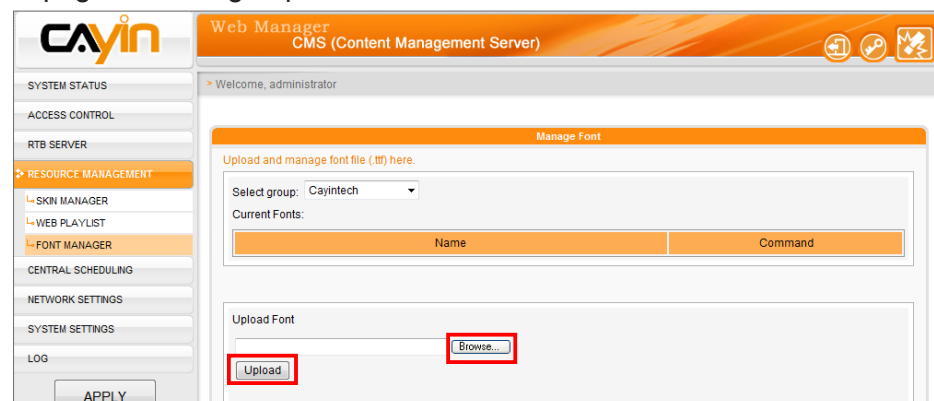 CAYIN
Web Manager
CMS (Content Management Server)
SYSTEM STATUS
> Welcome, administrator
ACCESS CONTROL
RTB SERVER
Manage Font
Upload and manage font file (.ttf) here.
RESOURCE MANAGEMENT
Select group: Cayintech
SKIN MANAGER
Current Fonts:
WEB PLAYLIST
Name Command
FONT MANAGER
CENTRAL SCHEDULING
NETWORK SETTINGS
Upload Font
SYSTEM SETTINGS
Browse...
LOG
Upload
APPLY